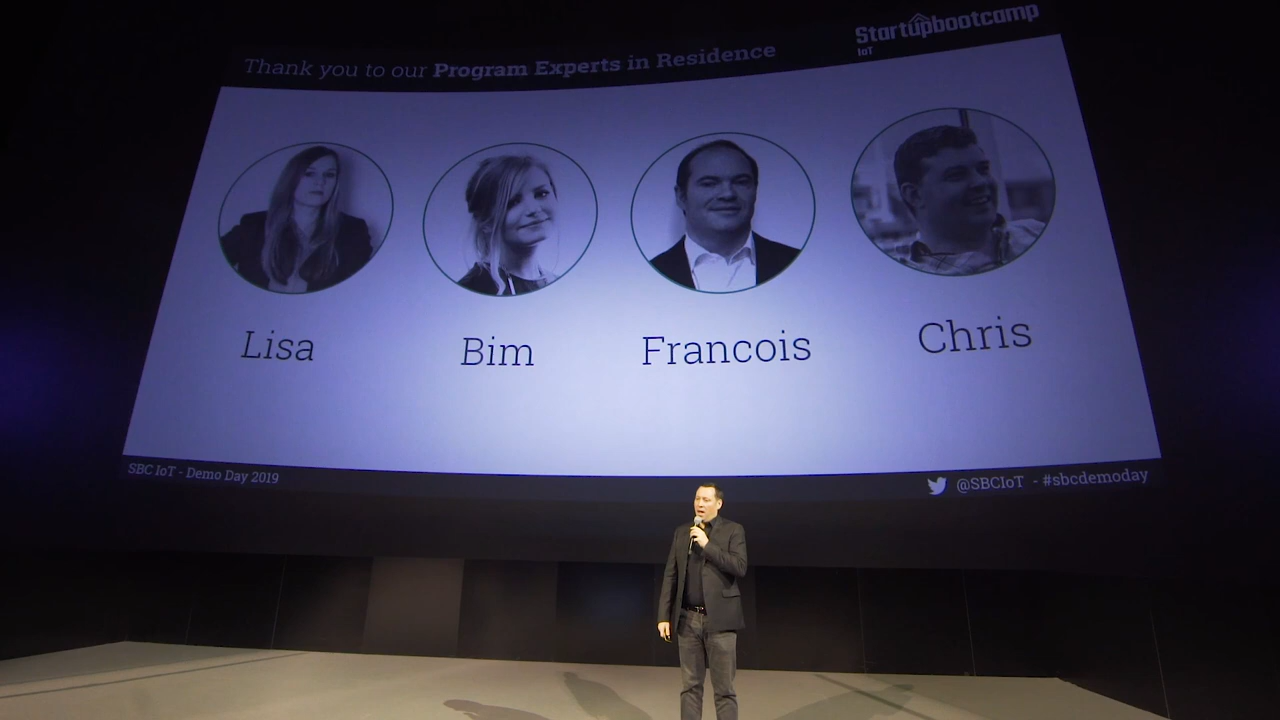 Startupbootcamp
IoT
Thank you to our Program Experts in Residence
Lisa
Bim
Francois
Chris
SBC IoT - Demo Day 2019
@SBCIoT - #sbcdemoday